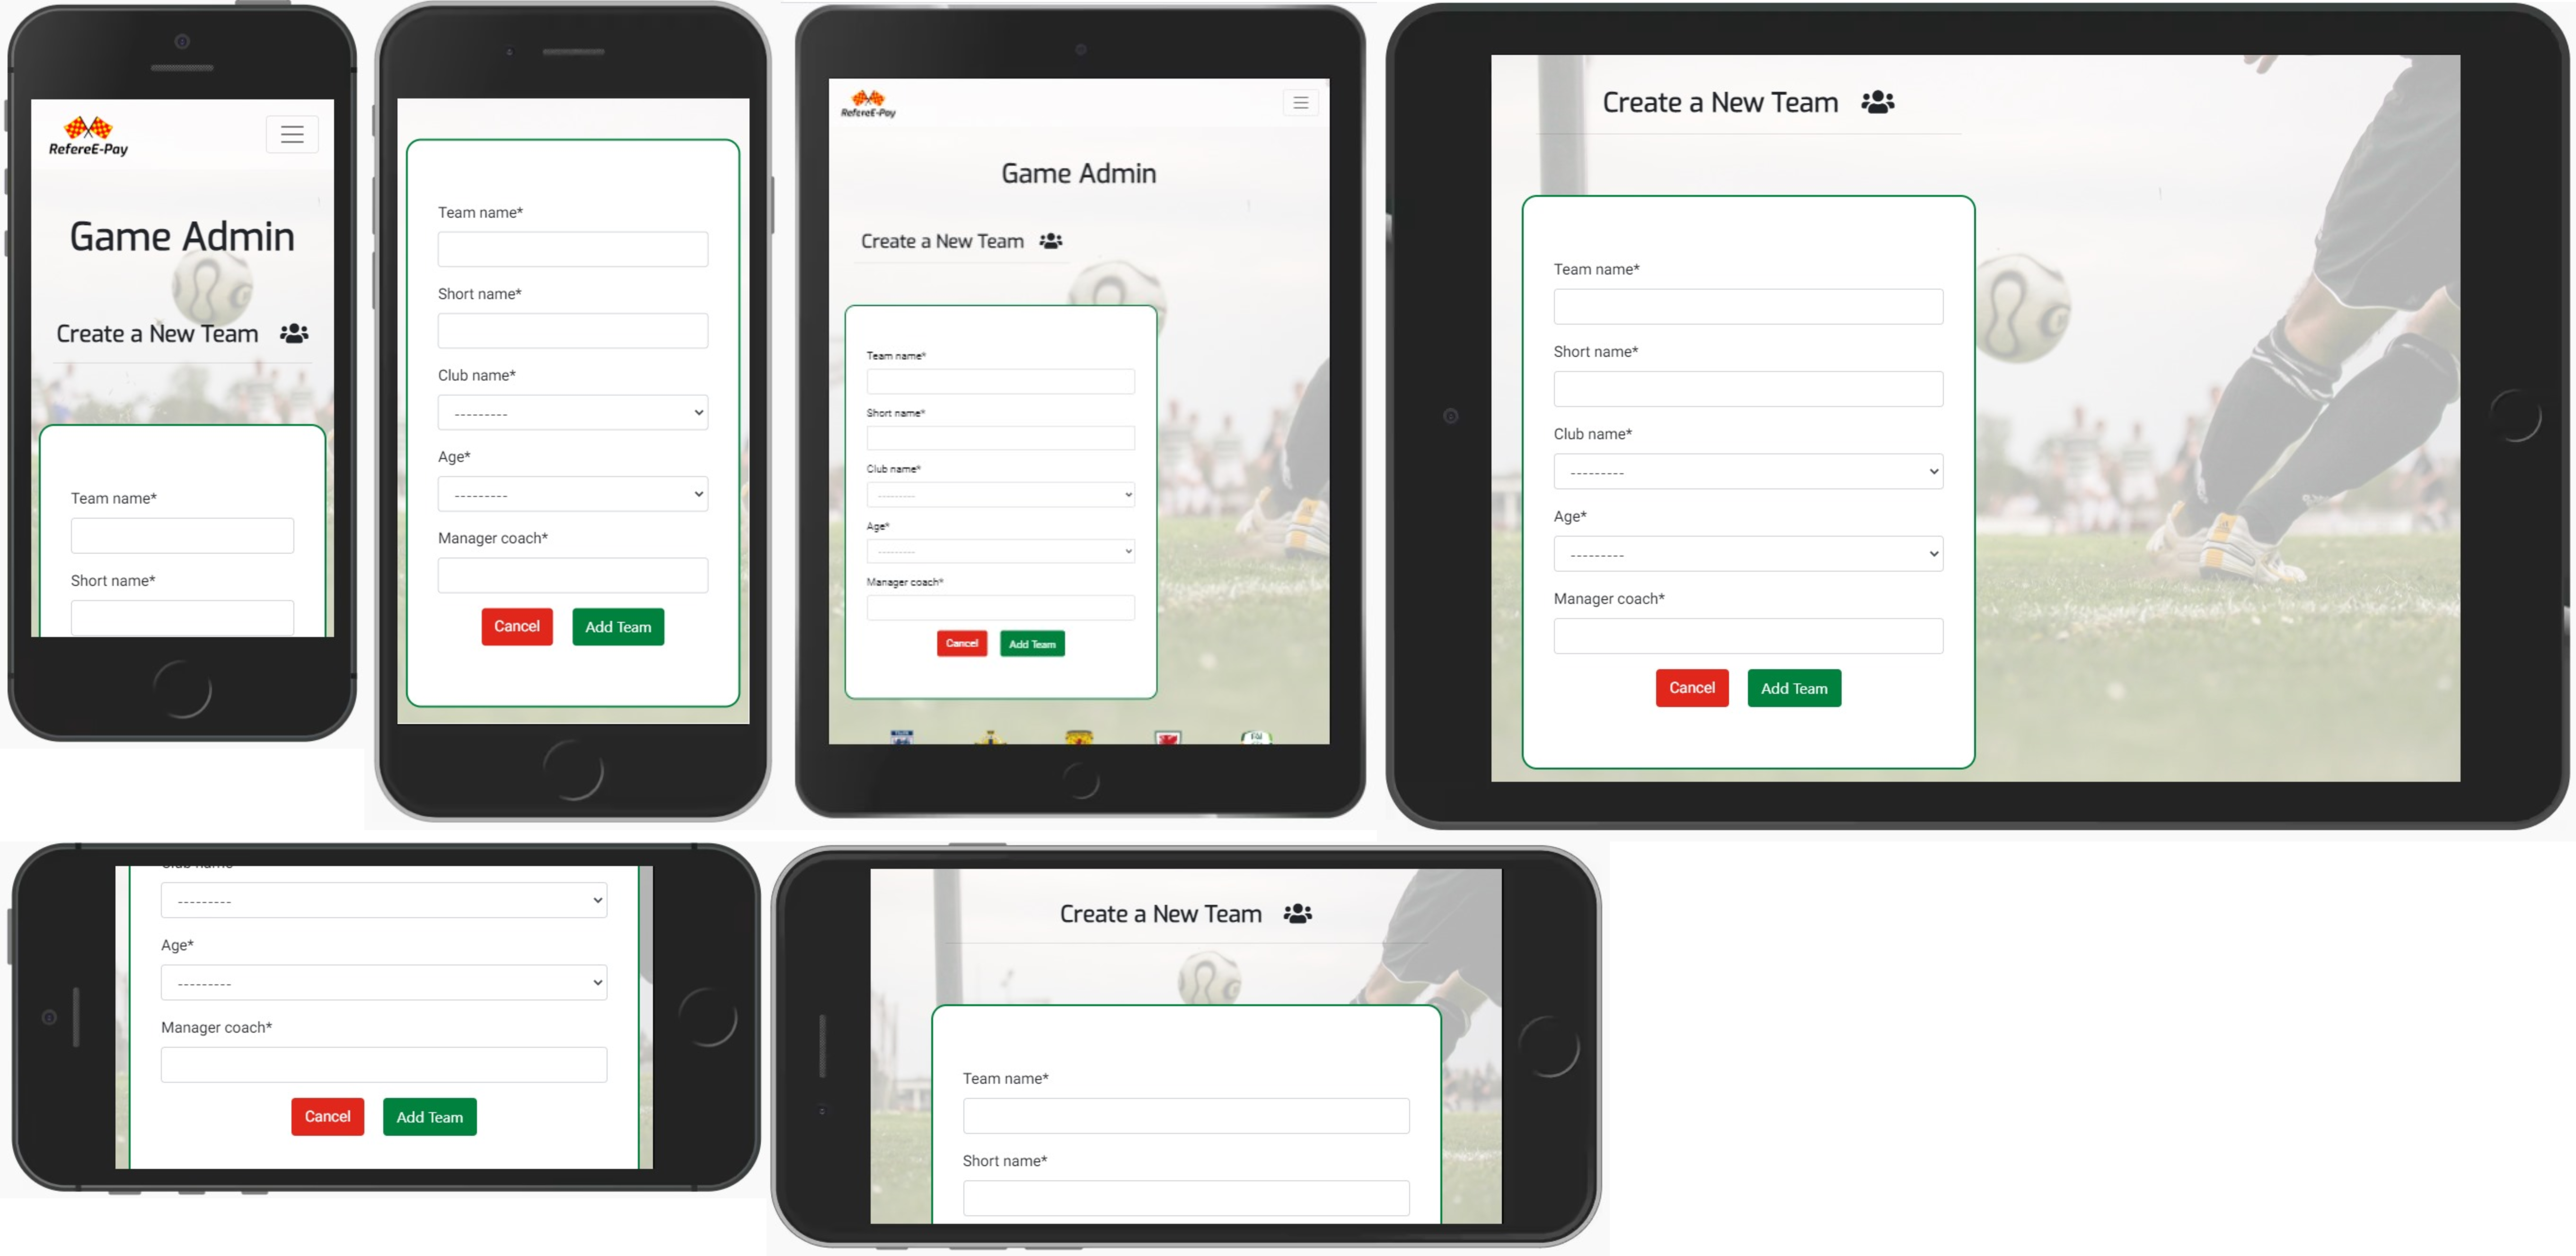 RefereE-Pay
Game Admin
Create a New Team
Team name*
Short name*
Team name*
Short name*
Club name*
---------
Age*
---------
Manager coach*
Cancel
Add Team
RefereE-Pay
Game Admin
Create a New Team
Team name*
Short name*
Club name*
---------
Age*
---------
Manager coach*
Cancel
Add Team
Create a New Team
Team name*
Short name*
Club name*
---------
Age*
---------
Manager coach*
Cancel
Add Team
---------
Age*
---------
Manager coach*
Cancel
Add Team
Create a New Team
Team name*
Short name*